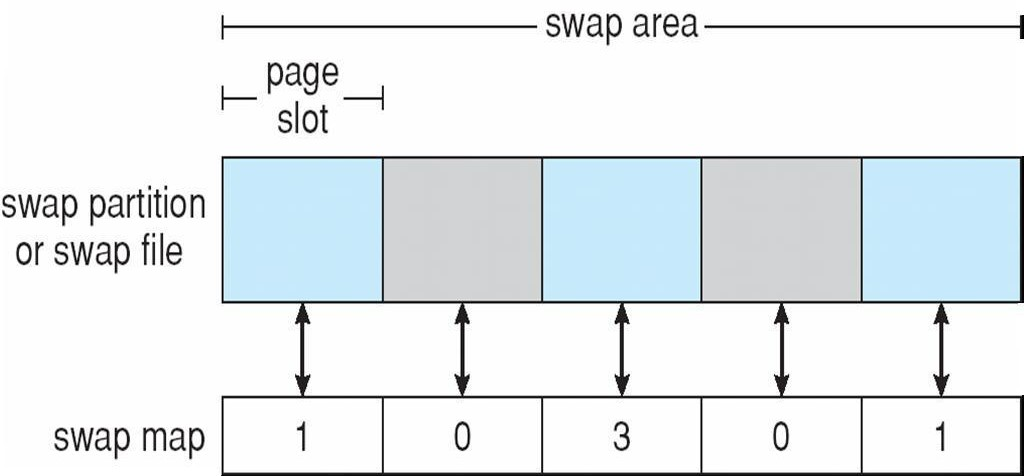 swap area
page
slot
swap partition
or swap file
swap map 1 0 3 0 1